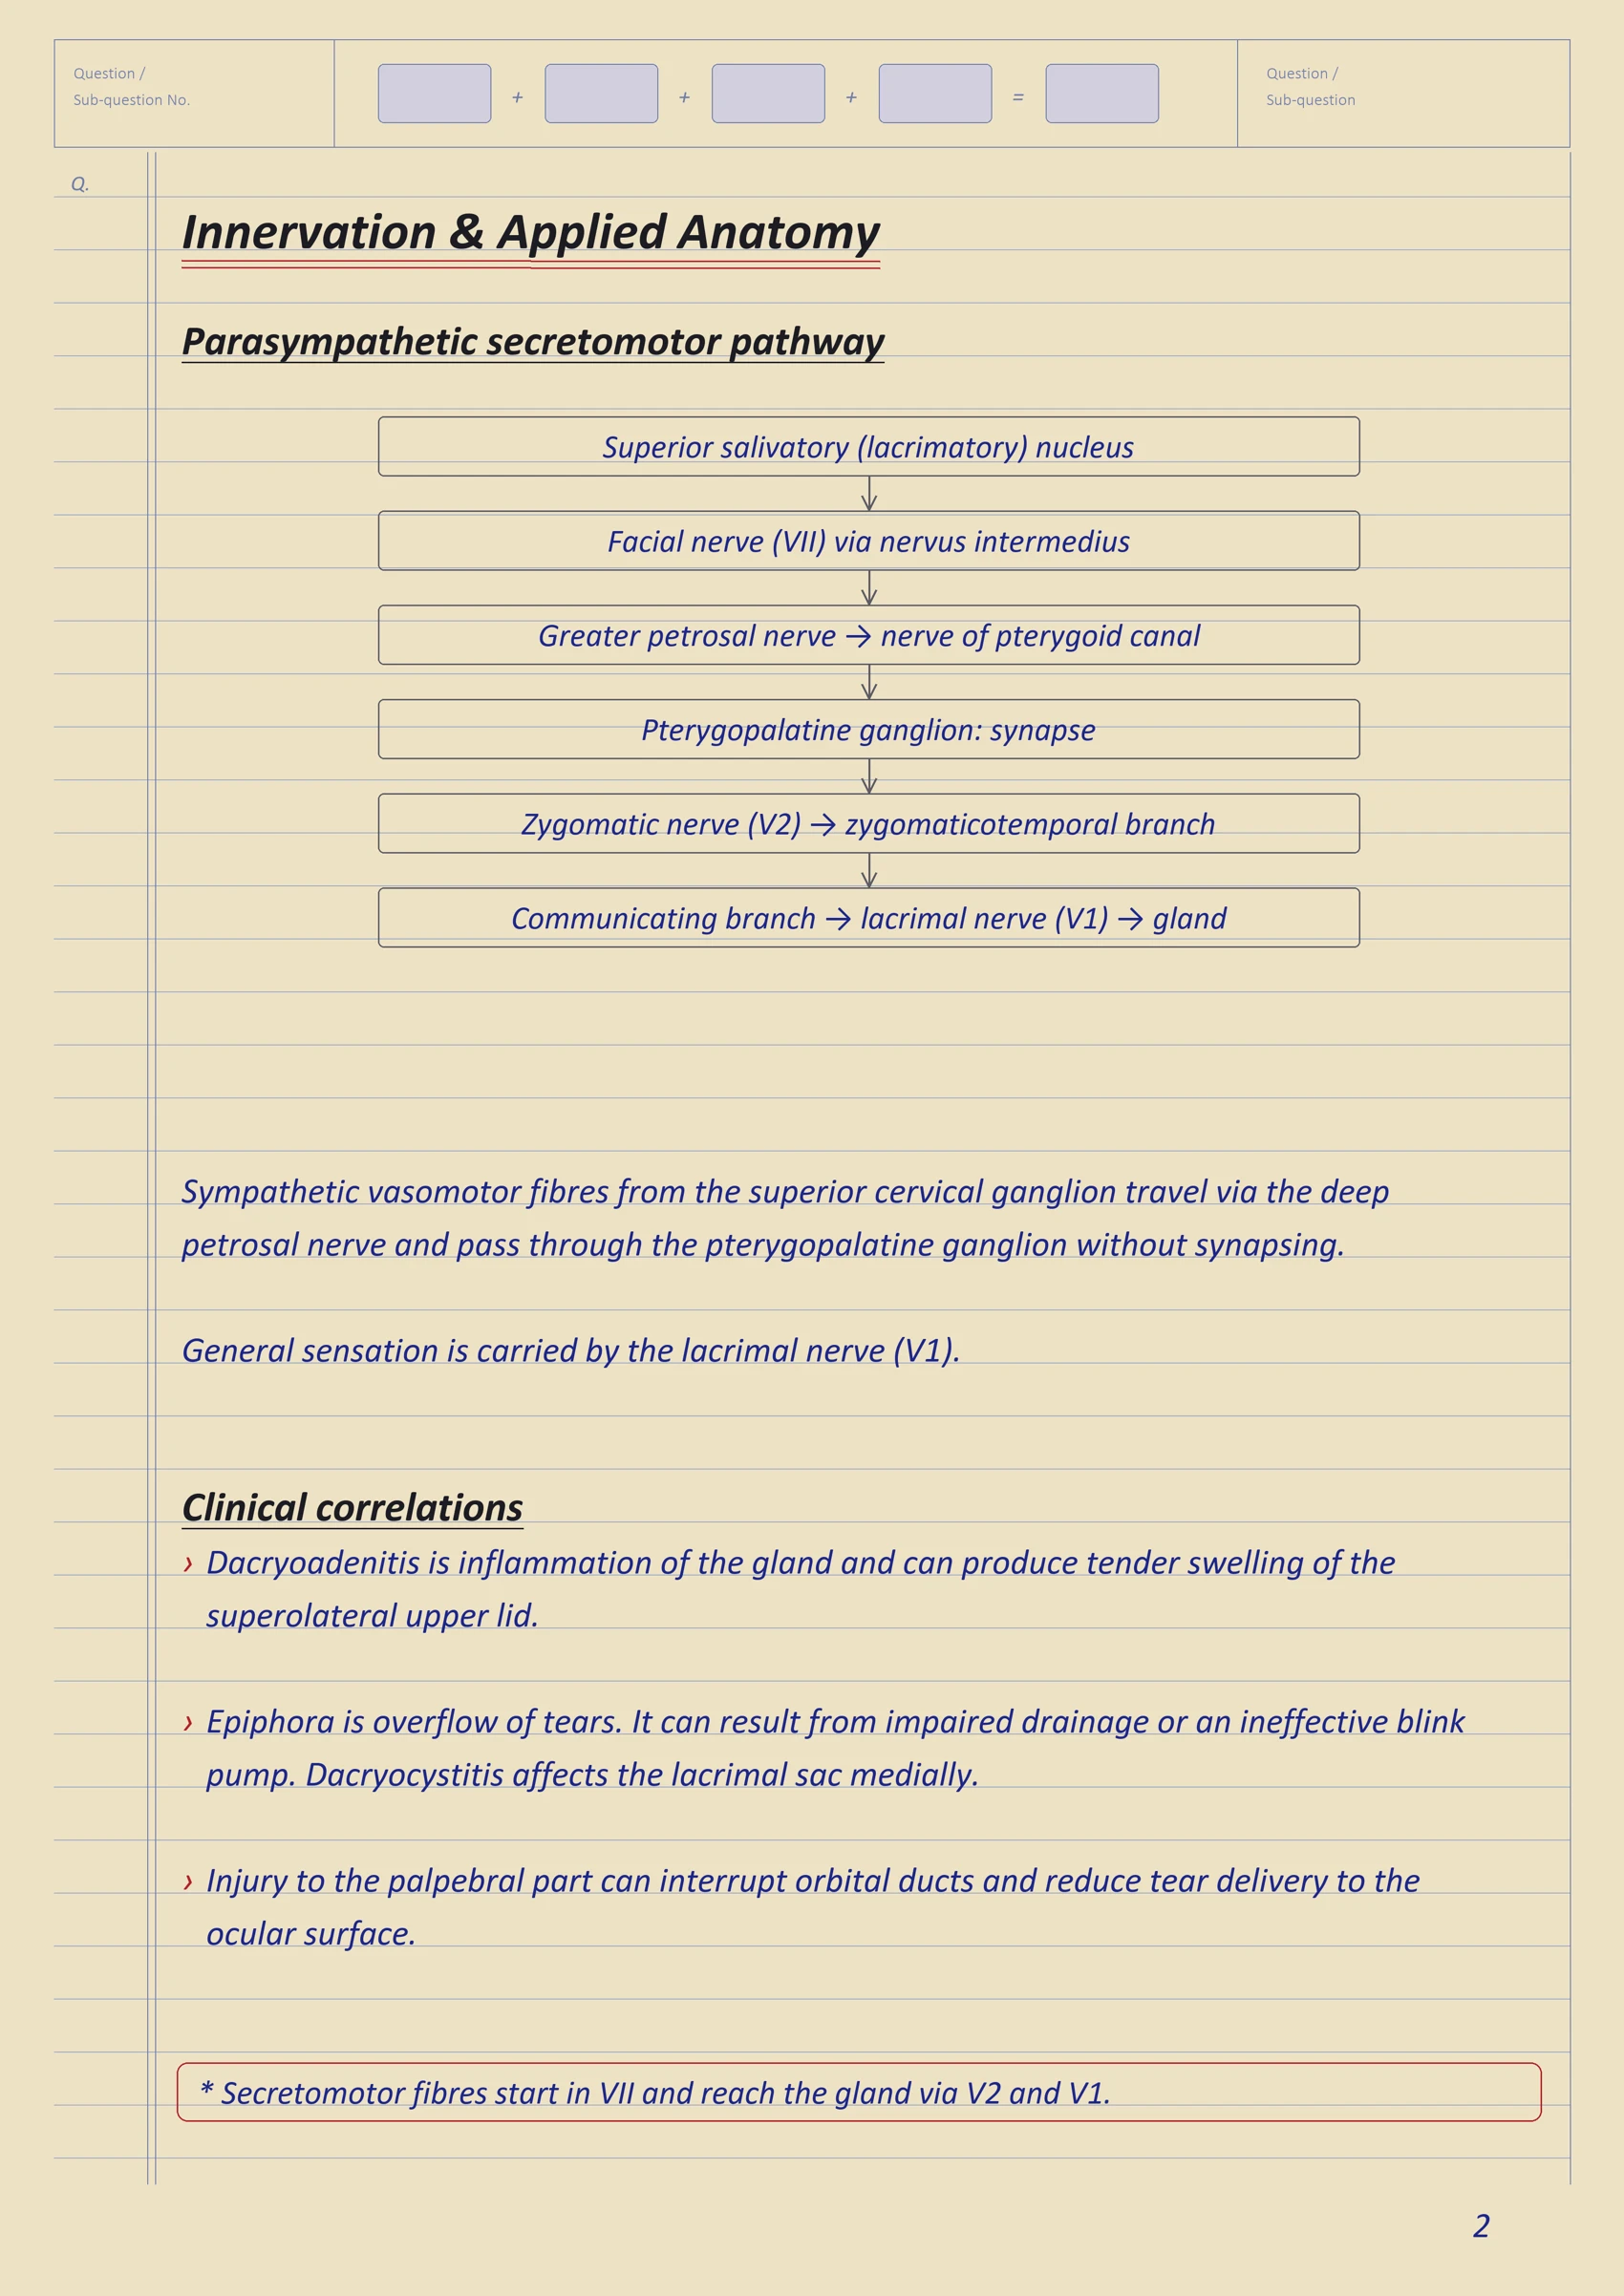 Question /
Sub-question No.
+ + + =
Question /
Sub-question
Q.
Innervation & Applied Anatomy
Parasympathetic secretomotor pathway
Superior salivatory (lacrimatory) nucleus
Facial nerve (VII) via nervus intermedius
Greater petrosal nerve → nerve of pterygoid canal
Pterygopalatine ganglion: synapse
Zygomatic nerve (V2) → zygomaticotemporal branch
Communicating branch → lacrimal nerve (V1) → gland
Sympathetic vasomotor fibres from the superior cervical ganglion travel via the deep
petrosal nerve and pass through the pterygopalatine ganglion without synapsing.
General sensation is carried by the lacrimal nerve (V1).
Clinical correlations
› Dacryoadenitis is inflammation of the gland and can produce tender swelling of the
superolateral upper lid.
› Epiphora is overflow of tears. It can result from impaired drainage or an ineffective blink
pump. Dacryocystitis affects the lacrimal sac medially.
› Injury to the palpebral part can interrupt orbital ducts and reduce tear delivery to the
ocular surface.
* Secretomotor fibres start in VII and reach the gland via V2 and V1.
2